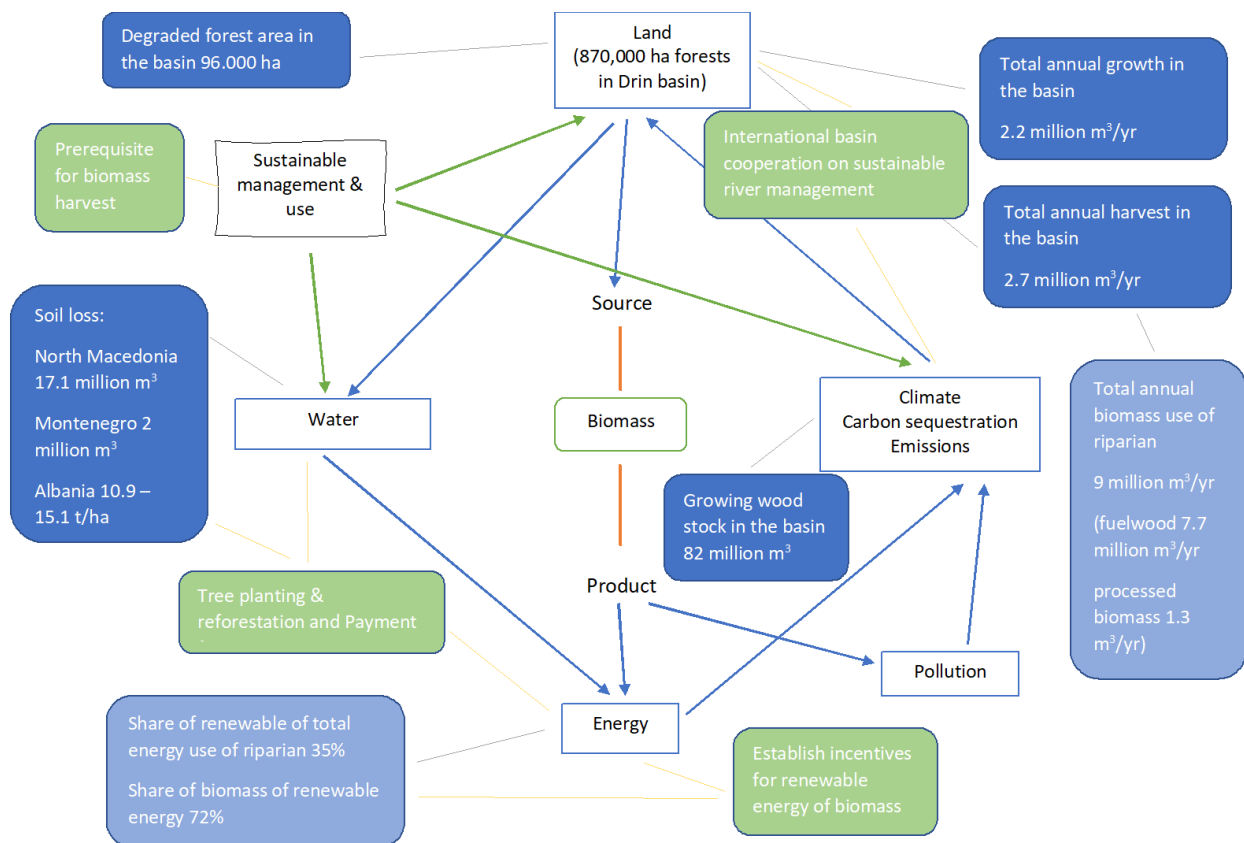 Degraded forest area in
the basin 96.000 ha
Land
(870,000 ha forests
in Drin basin)
Total annual growth in
the basin
2.2 million m³/yr
Prerequisite
for biomass
harvest
Sustainable
management &
use
International basin
cooperation on sustainable
river management
Total annual harvest in
the basin
2.7 million m³/yr
Soil loss:
North Macedonia
17.1 million m³
Montenegro 2
million m³
Albania 10.9 –
15.1 t/ha
Source
Water
Biomass
Climate
Carbon sequestration
Emissions
Total annual
biomass use of
riparian
9 million m³/yr
(fuelwood 7.7
million m³/yr
processed
biomass 1.3
m³/yr)
Growing wood
stock in the basin
82 million m³
Tree planting &
reforestation and Payment
Product
Pollution
Energy
Share of renewable of total
energy use of riparian 35%
Share of biomass of renewable
energy 72%
Establish incentives
for renewable
energy of biomass